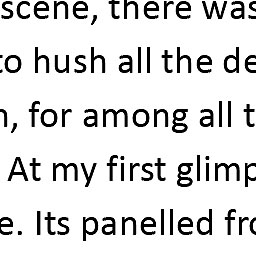 scene, there was
to hush all the de
, for among all t
At my first glimp
e. Its panelled fro